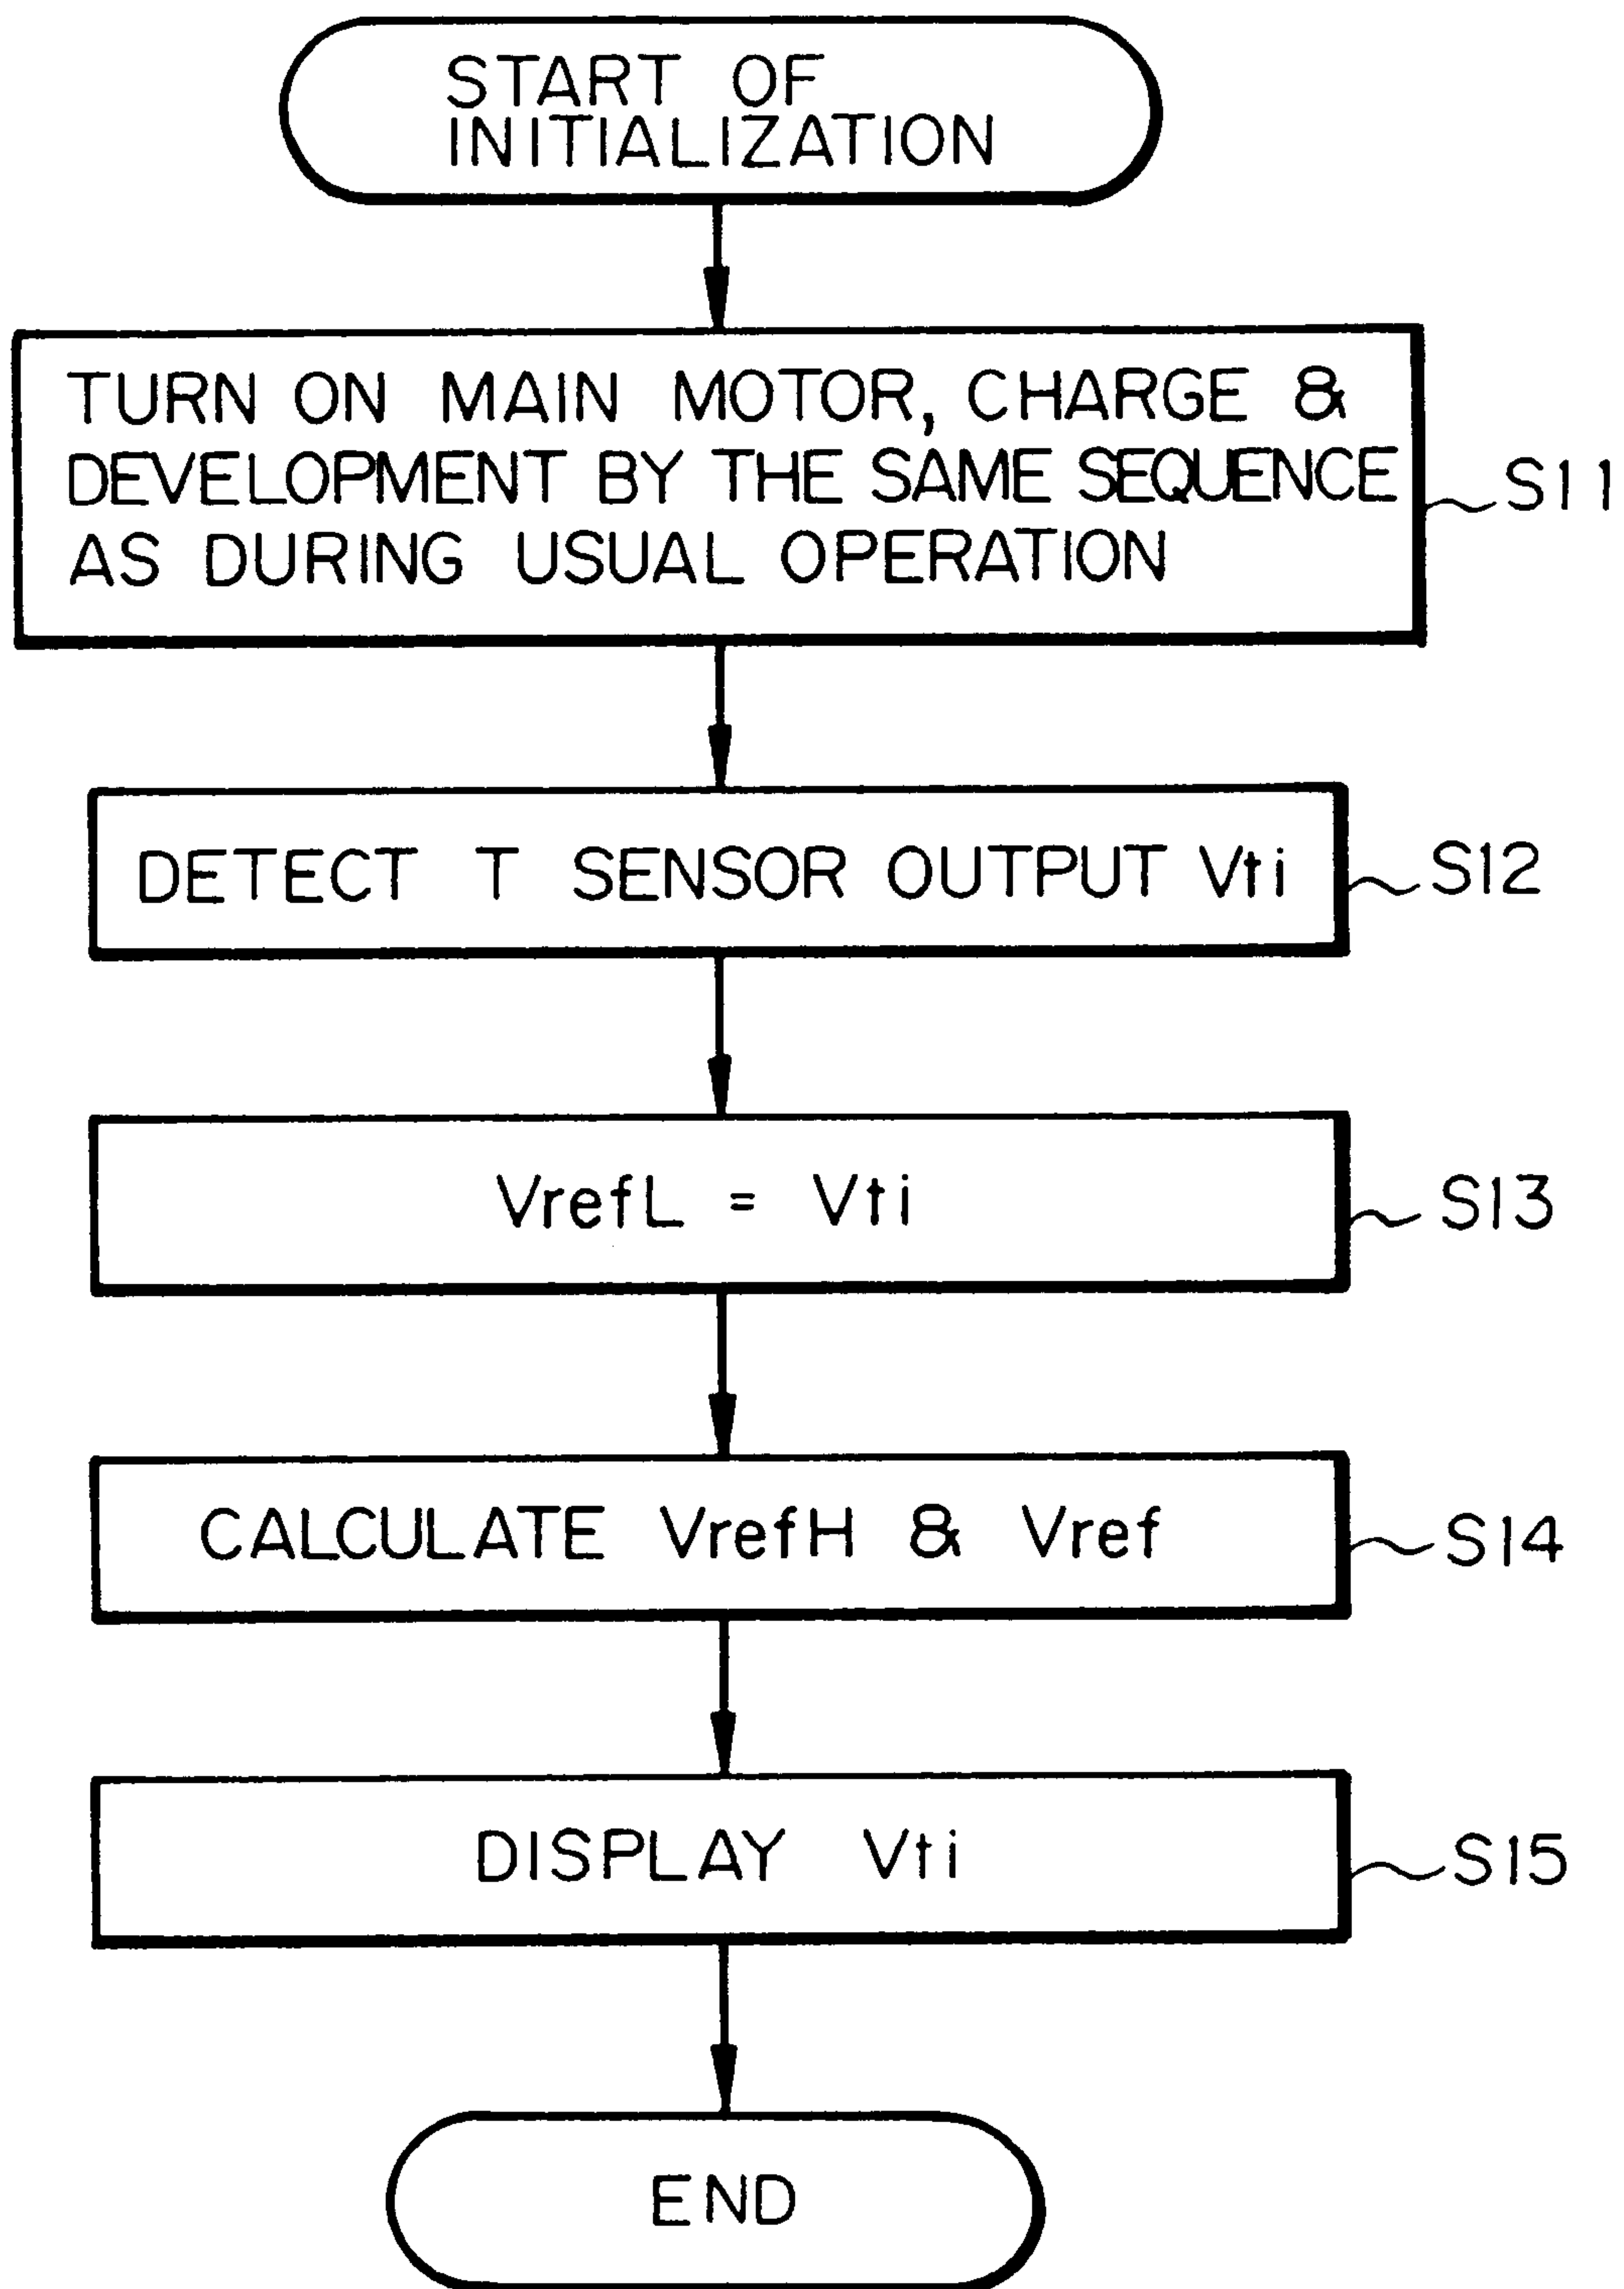 START OF
INITIALIZATION
TURN ON MAIN MOTOR, CHARGE &
DEVELOPMENT BY THE SAME SEQUENCE
AS DURING USUAL OPERATION
S11
DETECT T SENSOR OUTPUT Vti
S12
VrefL = Vti
S13
CALCULATE VrefH & Vref
S14
DISPLAY Vti
S15
END